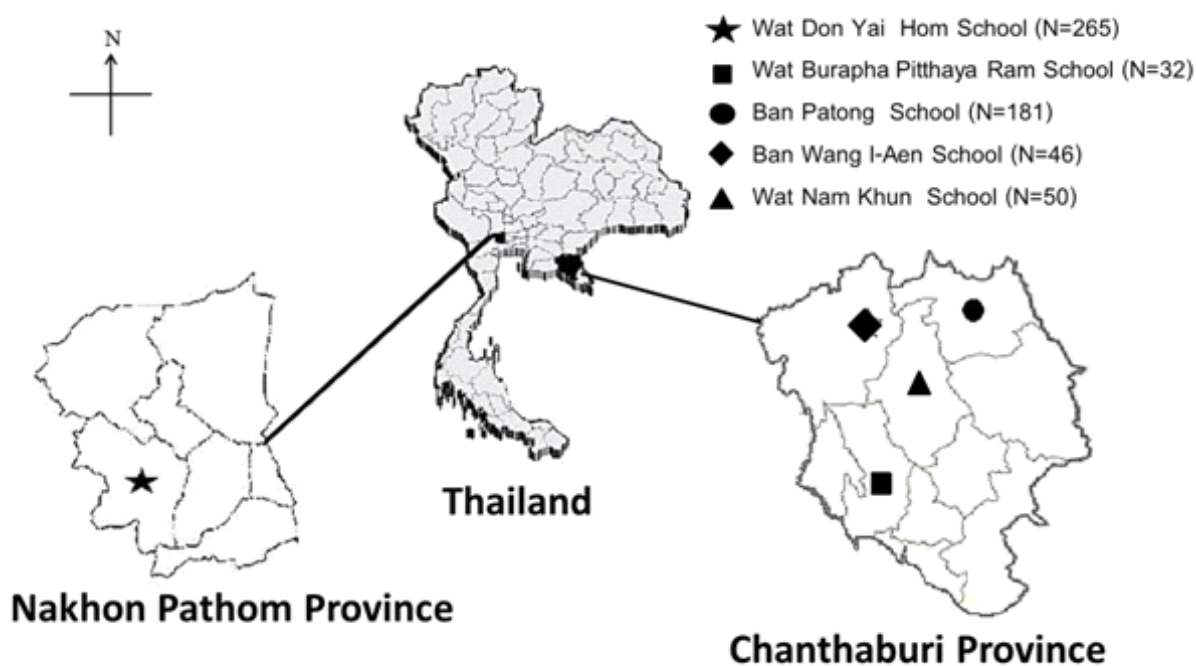 N
Wat Don Yai Hom School (N=265)
Wat Burapha Pitthaya Ram School (N=32)
Ban Patong School (N=181)
Ban Wang I-Aen School (N=46)
Wat Nam Khun School (N=50)
Thailand
Nakhon Pathom Province
Chanthaburi Province